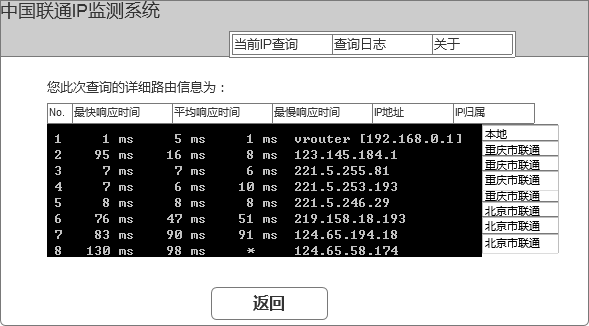 中国联通IP监测系统
当前IP查询 查询日志 关于
您此次查询的详细路由信息为：
No. 最快响应时间 平均响应时间 最慢响应时间 IP地址 IP归属
1 1 ms 5 ms 1 ms vrouter [192.168.0.1] 本地
2 95 ms 16 ms 8 ms 123.145.184.1 重庆市联通
3 7 ms 7 ms 6 ms 221.5.255.81 重庆市联通
4 7 ms 6 ms 10 ms 221.5.253.193 重庆市联通
5 8 ms 8 ms 8 ms 221.5.246.29 重庆市联通
6 76 ms 47 ms 51 ms 219.158.18.193 北京市联通
7 83 ms 90 ms 91 ms 124.65.194.18 北京市联通
8 130 ms 98 ms * 124.65.58.174 北京市联通
返回